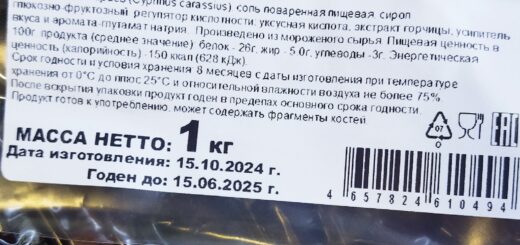 (Cyprinus carassius), соль поваренная пищевая, сироп
глюкозно-фруктозный, регулятор кислотности: уксусная кислота, экстракт горчицы, усилитель
вкуса и аромата-глутамат натрия. Произведено из мороженого сырья. Пищевая ценность в
100г. продукта (среднее значение) белок - 26г, жир - 5.0г, углеводы -3г. Энергетическая
ценность (калорийность) - 150 ккал (628 кДж).
Срок годности и условия хранения: 8 месяцев с даты изготовления при температуре
хранения от 0°С до плюс 25°С и относительной влажности воздуха не более 75%.
После вскрытия упаковки продукт годен в пределах основного срока годности.
Продукт готов к употреблению, может содержать фрагменты костей
МАССА НЕТТО: 1 КГ
Дата изготовления: 15.10.2024 г.
Годен до: 15.06.2025 г.
07
EAC
4 657824 610494